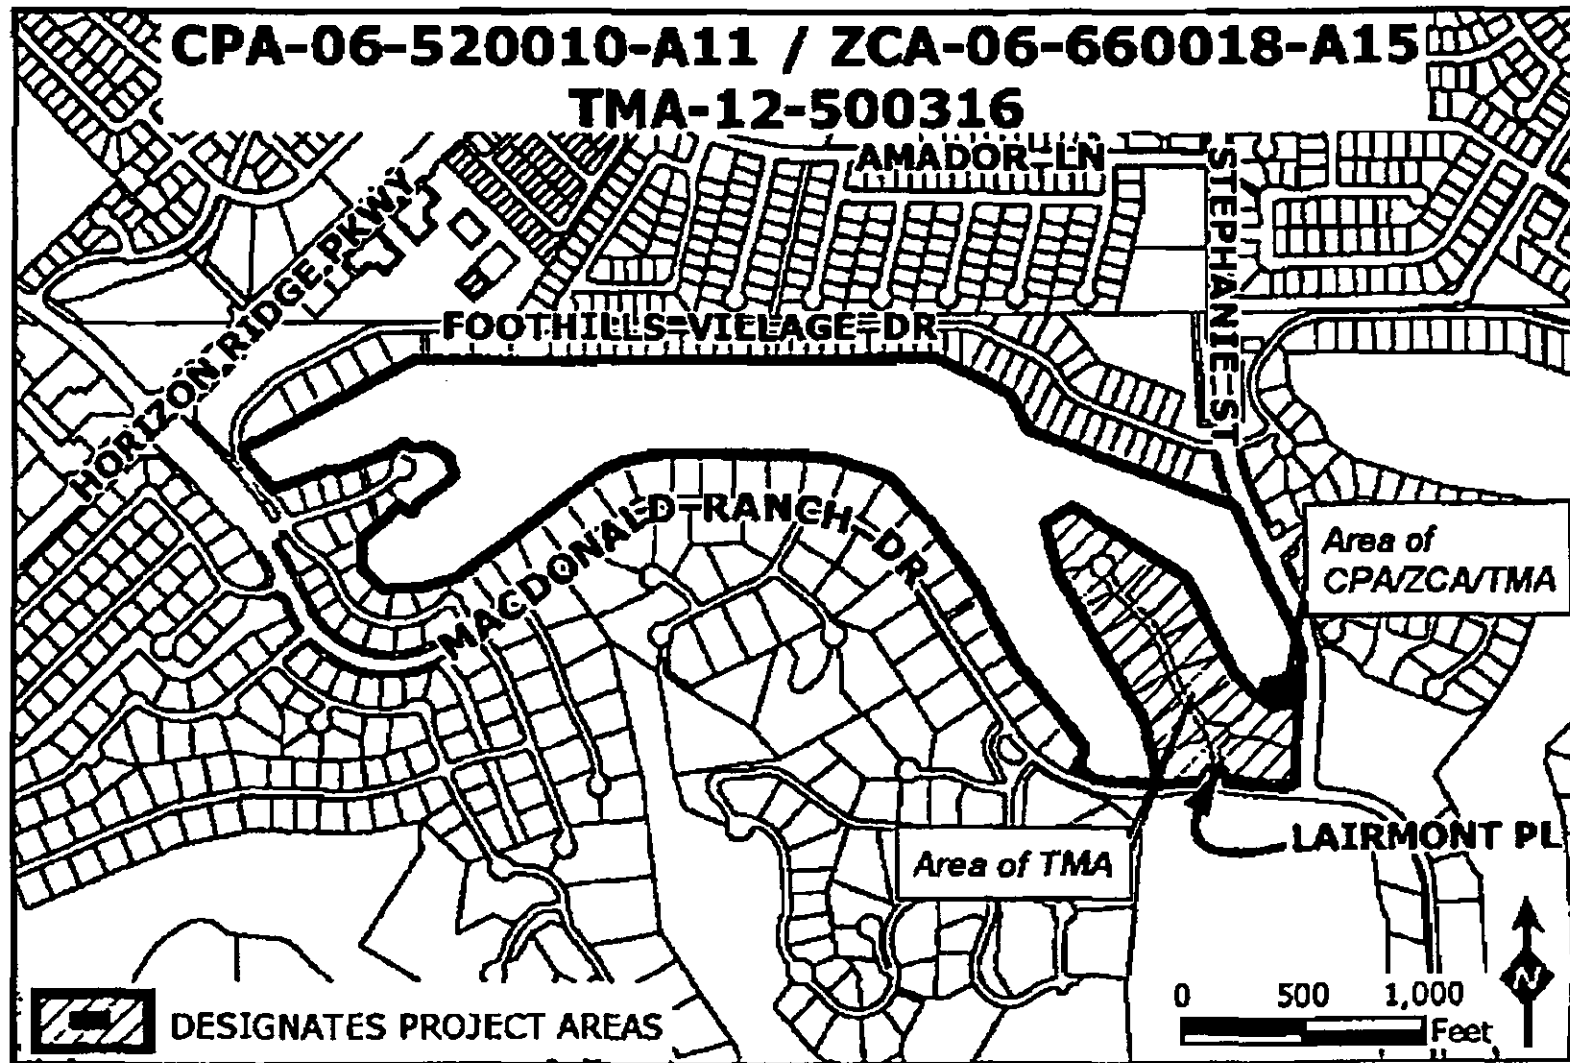 CPA-06-520010-A11 / ZCA-06-660018-A15
TMA-12-500316
AMADOR LN
STEPHANIE ST
HORIZON RIDGE PKWY
FOOTHILLS VILLAGE DR
MACDONALD RANCH DR
Area of
CPA/ZCA/TMA
LAIRMONT PL
Area of TMA
N
0 500 1,000
Feet
DESIGNATES PROJECT AREAS